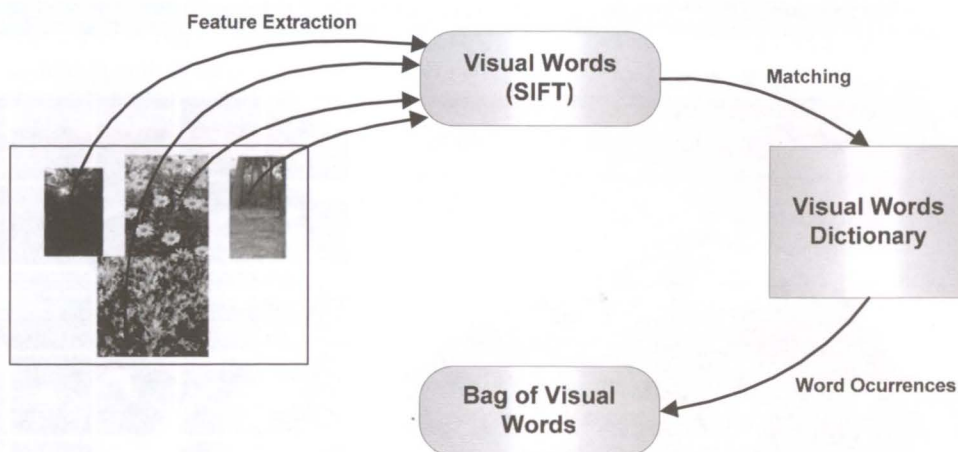 Feature Extraction
Visual Words
(SIFT)
Matching
Visual Words
Dictionary
Word Ocurrences
Bag of Visual
Words